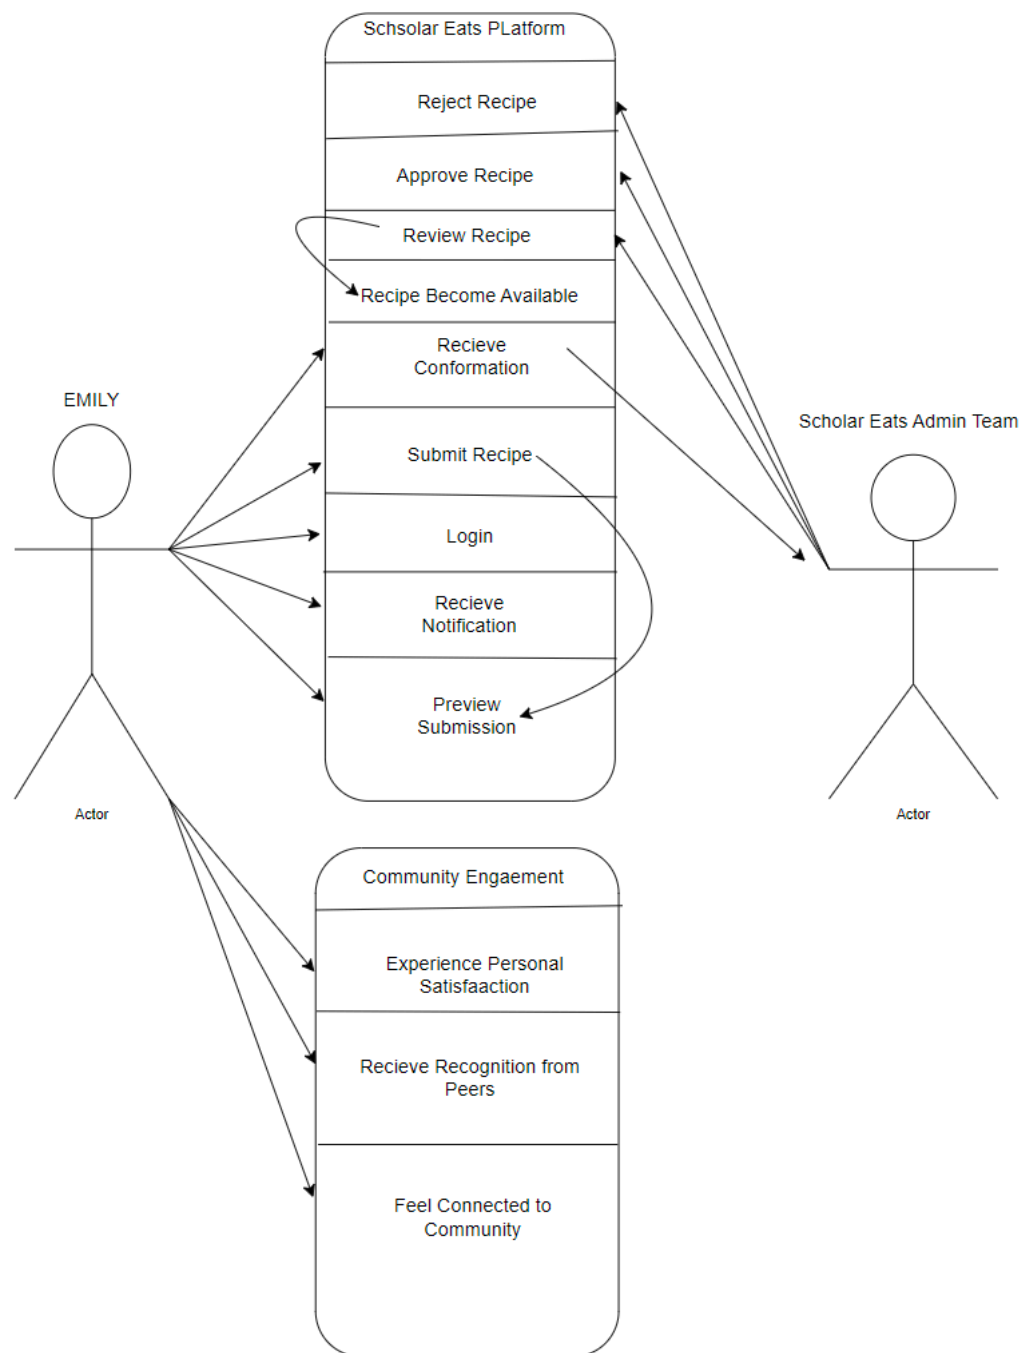 Schsolar Eats PLatform
Reject Recipe
Approve Recipe
Review Recipe
Recipe Become Available
Recieve
Conformation
EMILY
Scholar Eats Admin Team
Submit Recipe
Login
Recieve
Notification
Preview
Submission
Actor
Actor
Community Engaement
Experience Personal
Satisfaaction
Recieve Recognition from
Peers
Feel Connected to
Community